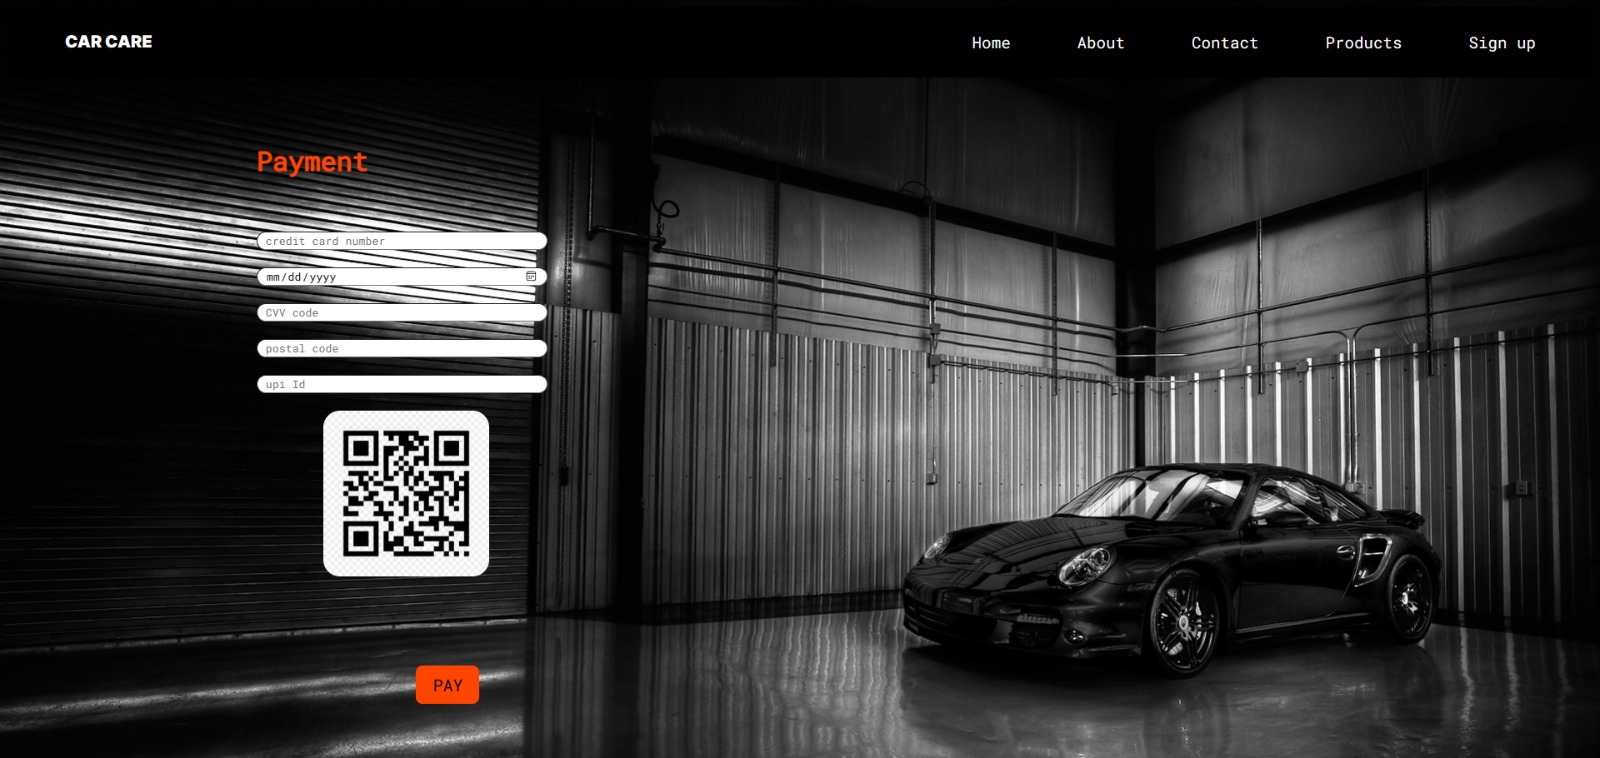 CAR CARE
Home About Contact Products Sign up
Payment
credit card number
mm/dd/yyyy
CVV code
postal code
upi Id
PAY